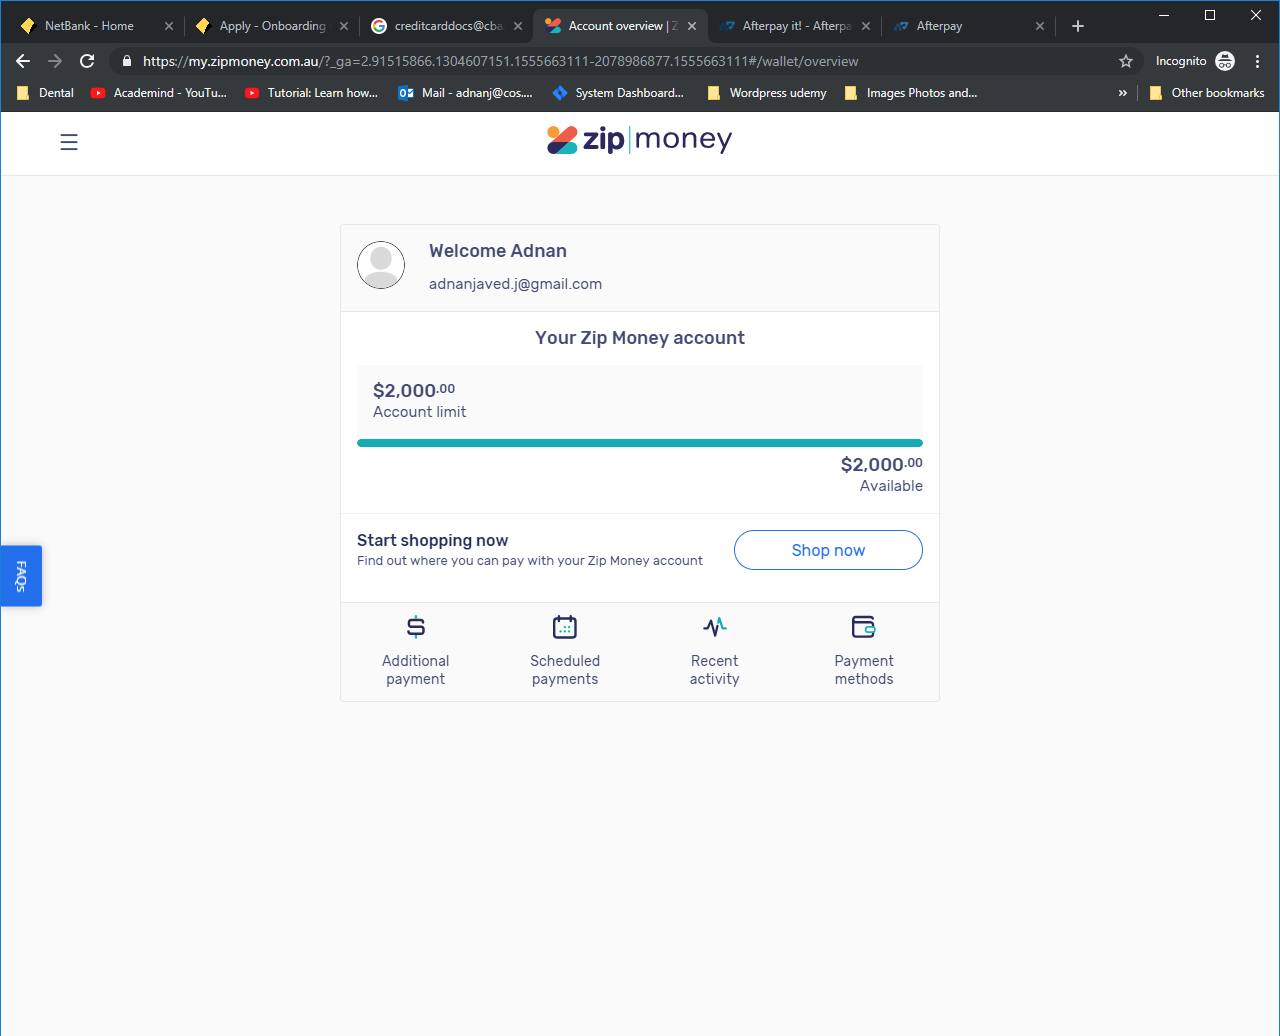 NetBank - Home
Apply - Onboarding
creditcarddocs@cba
Account overview | Z
Afterpay it! - Afterpa
Afterpay
https://my.zipmoney.com.au/?_ga=2.91515866.1304607151.1555663111-2078986877.1555663111#/wallet/overview
Incognito
Dental
Academind - YouTu...
Tutorial: Learn how...
Mail - adnanj@cos....
System Dashboard...
Wordpress udemy
Images Photos and...
»
Other bookmarks
zip|money
Welcome Adnan
adnanjaved.j@gmail.com
Your Zip Money account
$2,000.00
Account limit
$2,000.00
Available
Start shopping now
Find out where you can pay with your Zip Money account
Shop now
FAQs
Additional
payment
Scheduled
payments
Recent
activity
Payment
methods